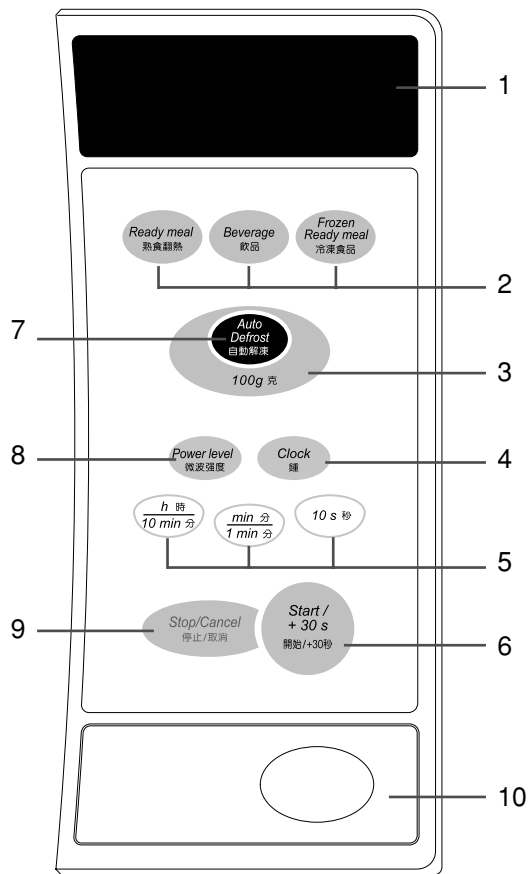 1
Ready meal
熟食翻熱
Beverage
飲品
Frozen
Ready meal
冷凍食品
2
7
Auto
Defrost
自動解凍
100g 克
3
8
Power level
微波强度
Clock
鍾
4
h 時
10 min 分
min 分
1 min 分
10 s 秒
5
9
Stop/Cancel
停止/取消
Start /
+ 30 s
開始/+30秒
6
10